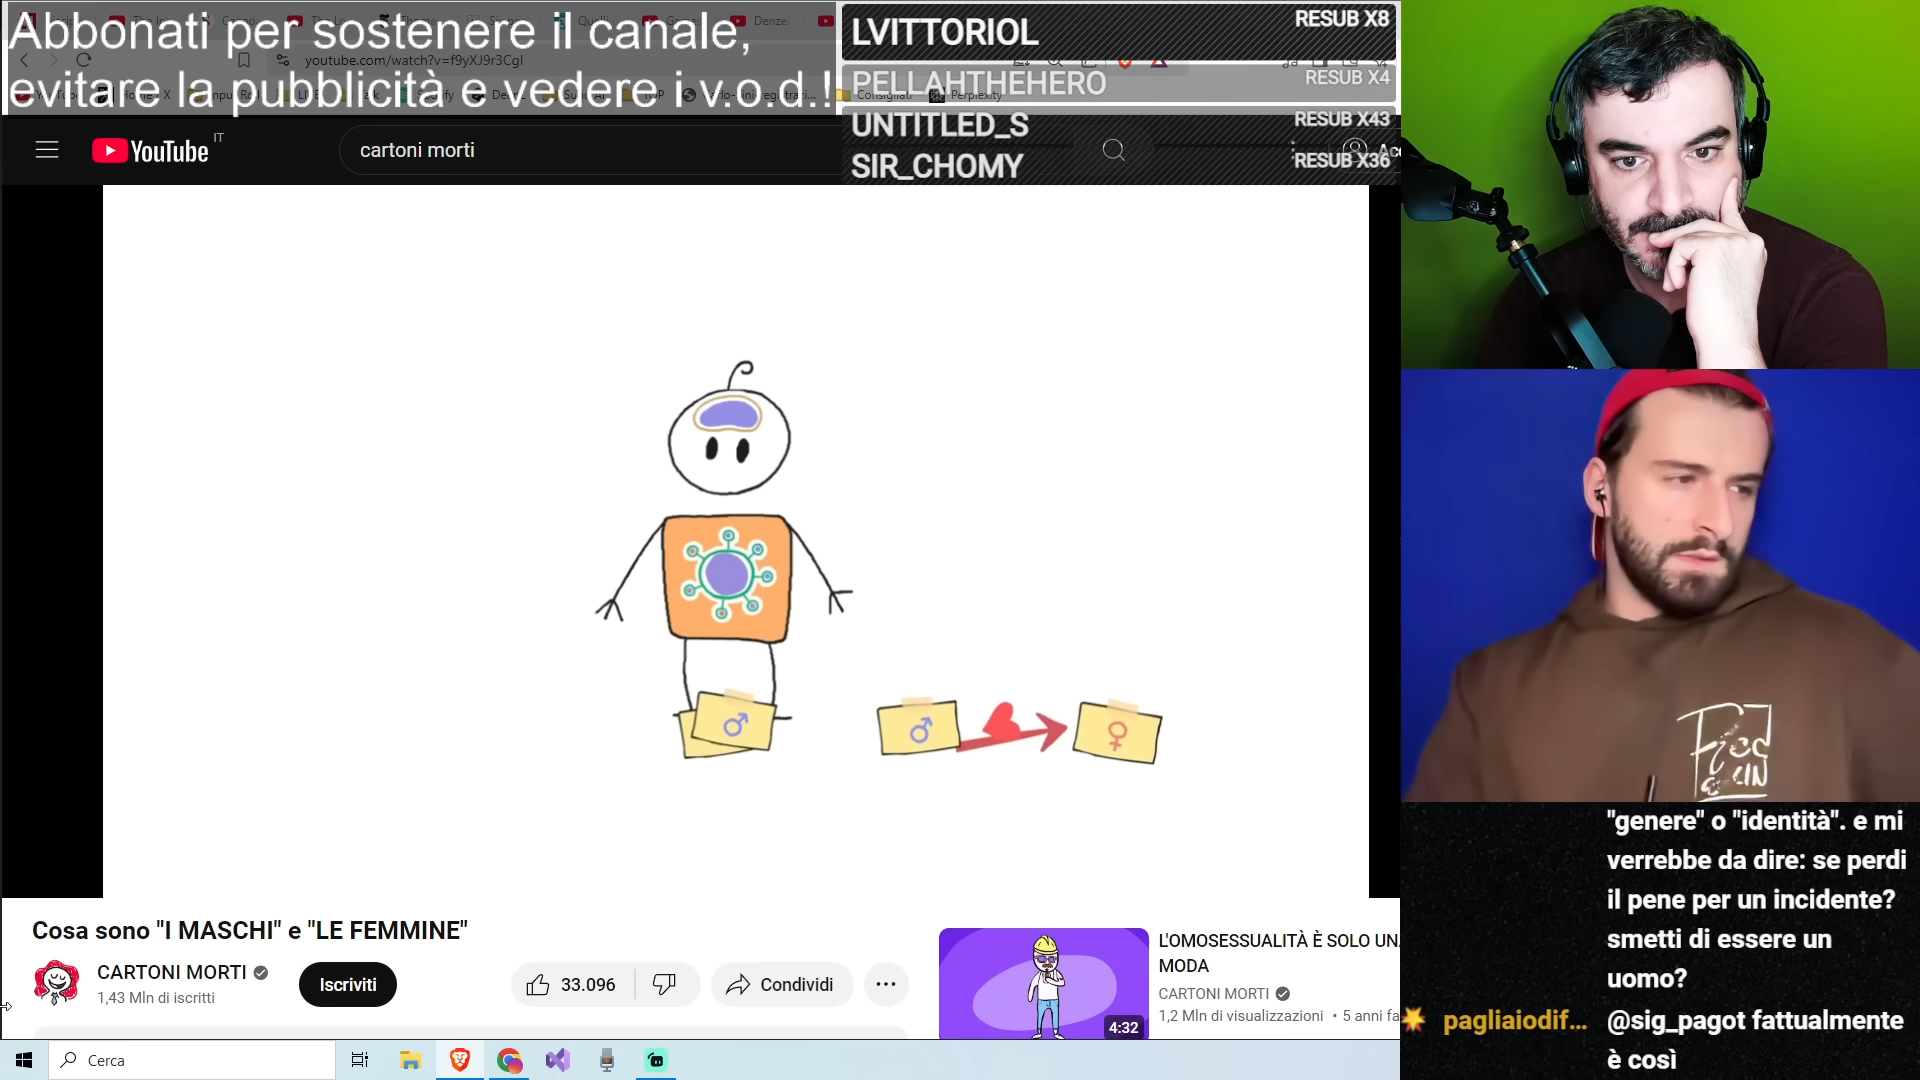 Abbonati per sostenere il canale,
evitare la pubblicità e vedere i v.o.d.!
LVITTORIOL RESUB X8
PELLAHTHEHERO RESUB X4
UNTITLED_S RESUB X43
SIR_CHOMY RESUB X36
youtube.com/watch?v=f9yXJ9r3CgI
Perplexity
YouTube IT
cartoni morti
Cosa sono "I MASCHI" e "LE FEMMINE"
CARTONI MORTI
1,43 Mln di iscritti
Iscriviti
33.096
Condividi
4:32
L'OMOSESSUALITÀ È SOLO UN
MODA
CARTONI MORTI
1,2 Mln di visualizzazioni • 5 anni fa
"genere" o "identità". e mi
verrebbe da dire: se perdi
il pene per un incidente?
smetti di essere un
uomo?
pagliaiodif... @sig_pagot fattualmente
è così
Cerca